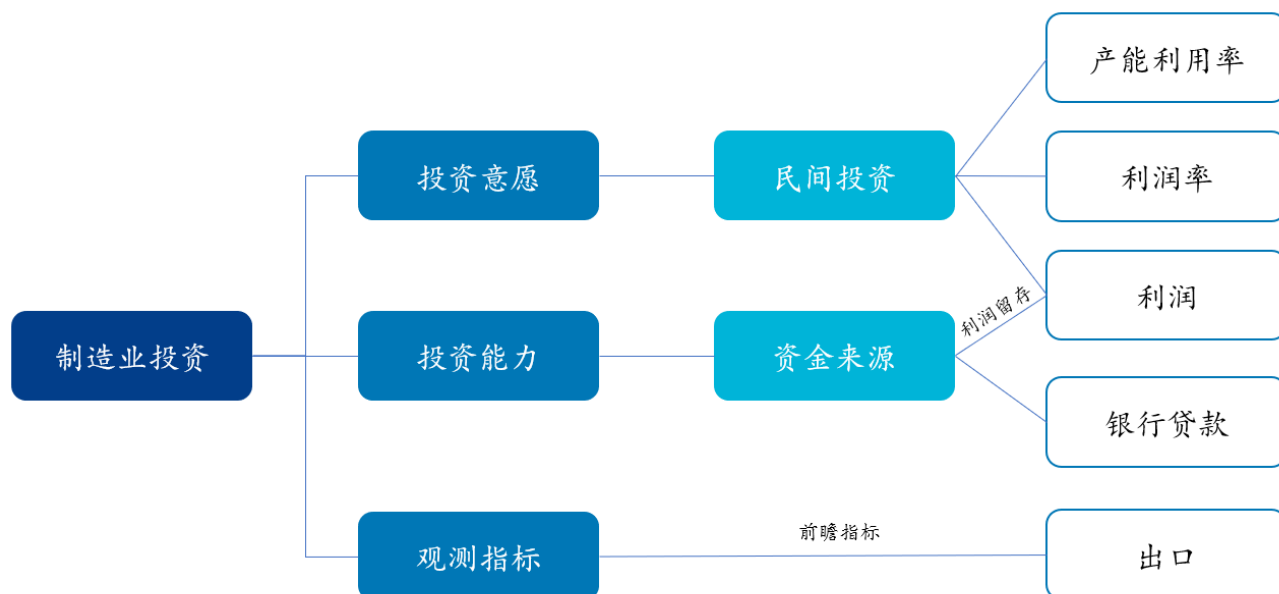 产能利用率
投资意愿
民间投资
利润率
利润
利润留存
制造业投资
投资能力
资金来源
银行贷款
观测指标
前瞻指标
出口